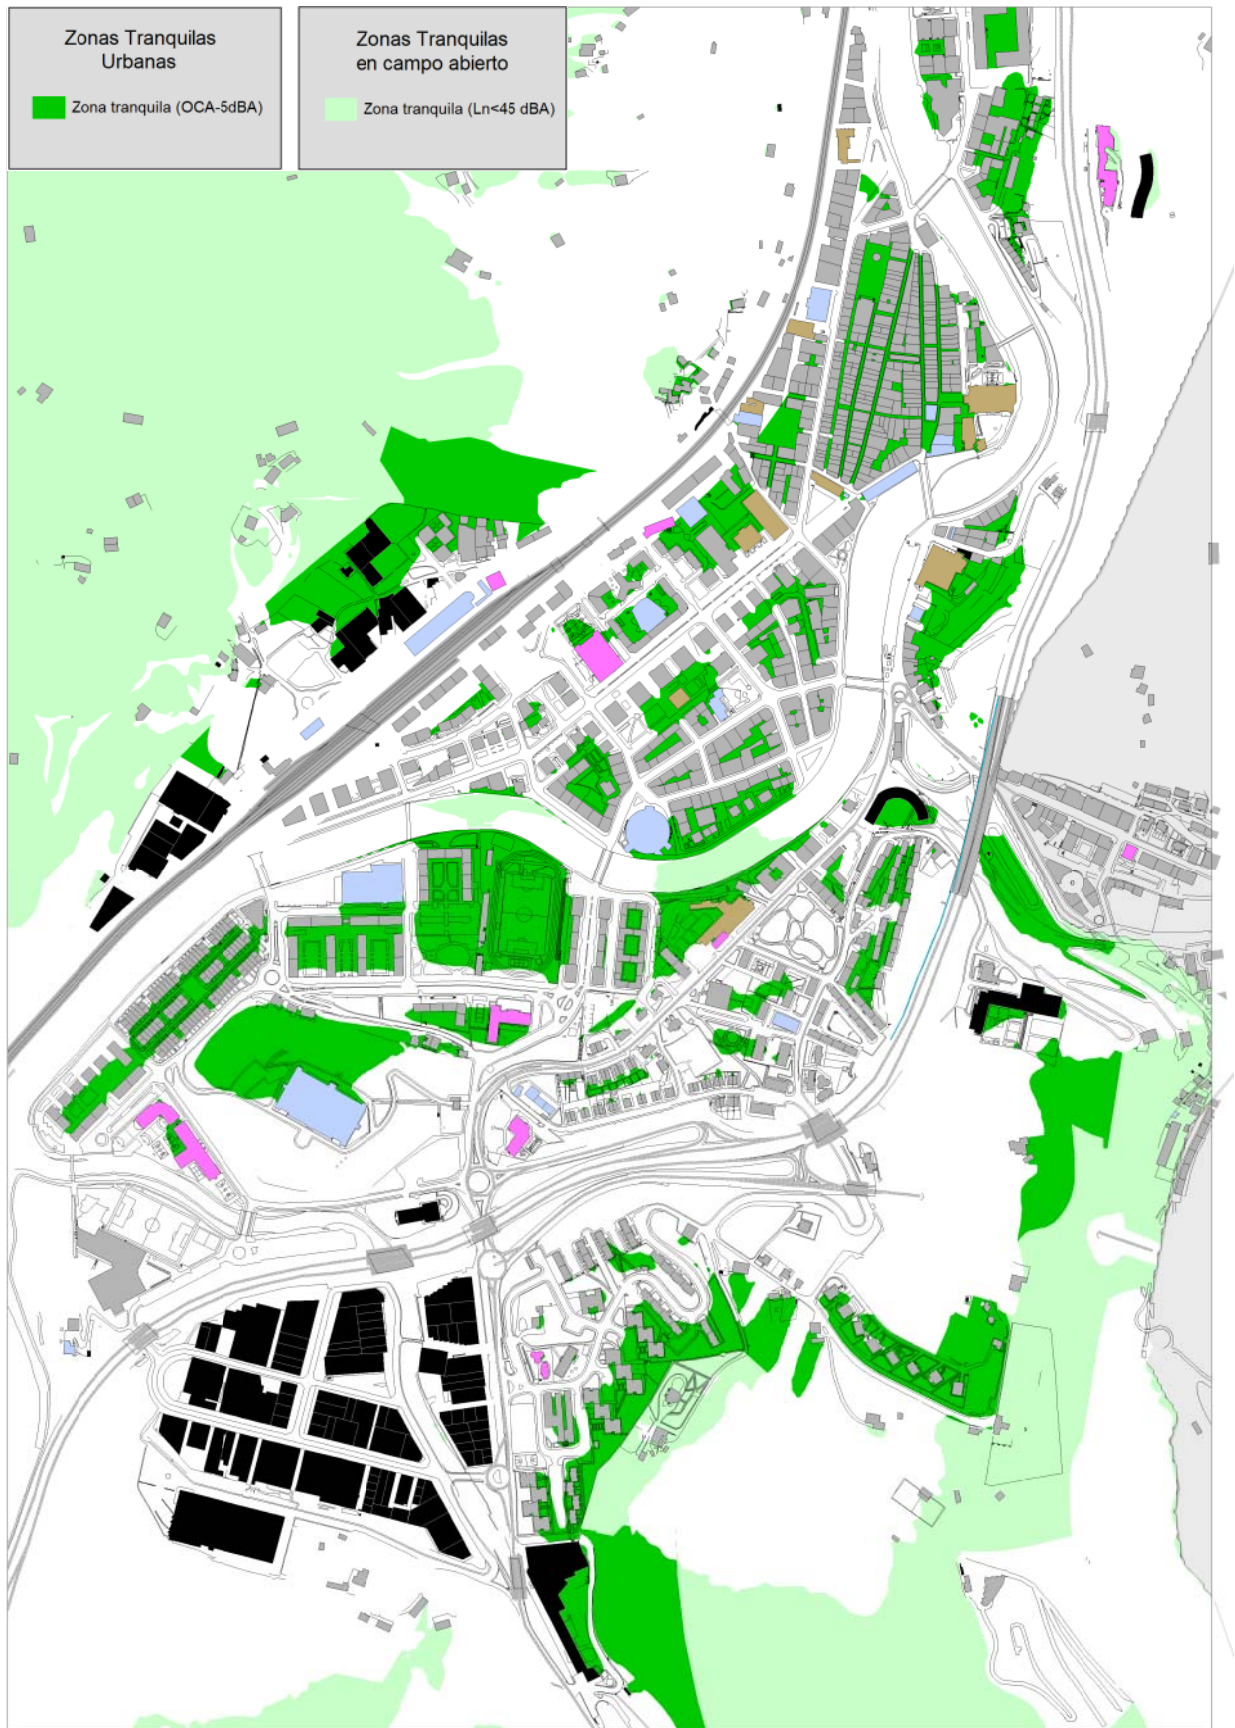 Zonas Tranquilas
Urbanas
Zona tranquila (OCA-5dBA)
Zonas Tranquilas
en campo abierto
Zona tranquila (Ln<45 dBA)